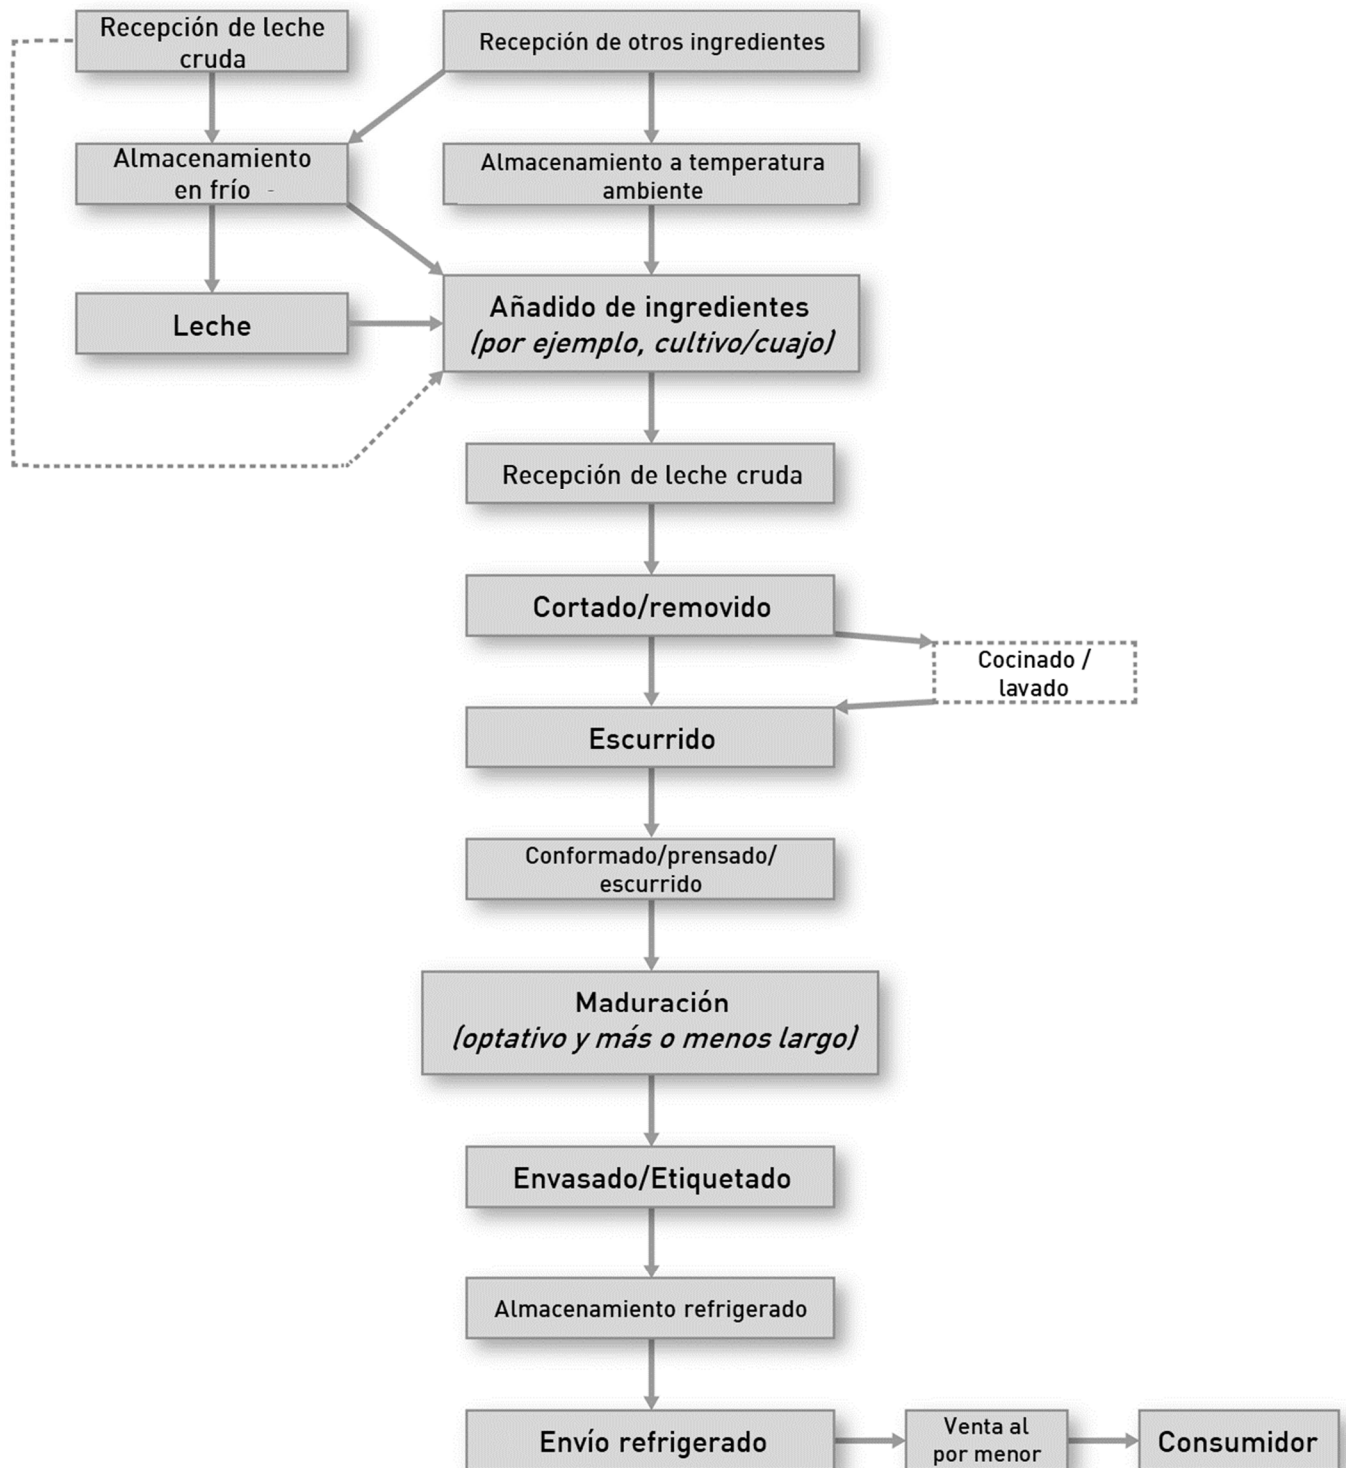 Recepción de leche
cruda
Recepción de otros ingredientes
Almacenamiento
en frío -
Almacenamiento a temperatura
ambiente
Leche
Añadido de ingredientes
(por ejemplo, cultivo/cuajo)
Recepción de leche cruda
Cortado/removido
Cocinado /
lavado
Escurrido
Conformado/prensado/
escurrido
Maduración
(optativo y más o menos largo)
Envasado/Etiquetado
Almacenamiento refrigerado
Envío refrigerado
Venta al
por menor
Consumidor